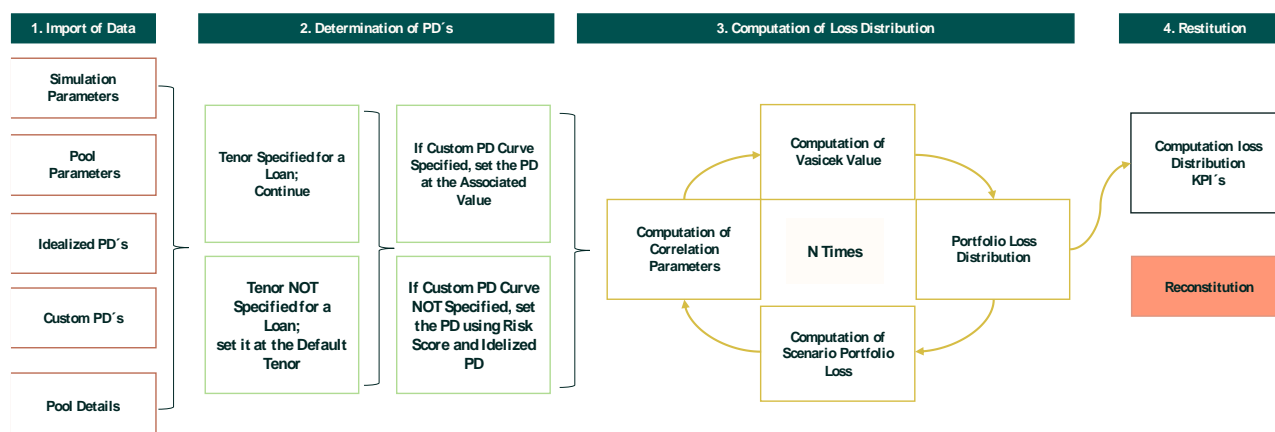 1. Import of Data
2. Determination of PD´s
3. Computation of Loss Distribution
4. Restitution
Simulation
Parameters
Pool
Parameters
Idealized PD´s
Custom PD´s
Pool Details
Tenor Specified for a
Loan;
Continue
Tenor NOT
Specified for a
Loan;
set it at the Default
Tenor
If Custom PD Curve
Specified, set the PD
at the Associated
Value
If Custom PD Curve
NOT Specified, set
the PD using Risk
Score and Idelized
PD
Computation of
Vasicek Value
Computation of
Correlation
Parameters
N Times
Portfolio Loss
Distribution
Computation of
Scenario Portfolio
Loss
Computation loss
Distribution
KPI´s
Reconstitution